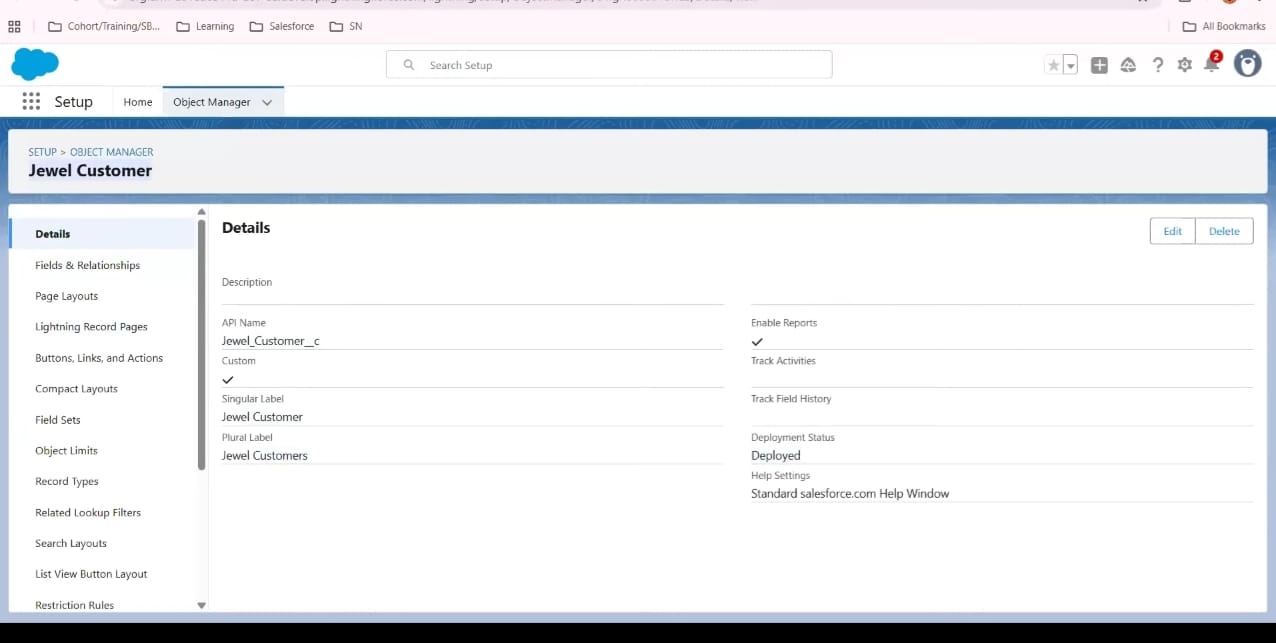 Cohort/Training/SB... Learning Salesforce SN All Bookmarks
Search Setup
2
Setup Home Object Manager
SETUP > OBJECT MANAGER
Jewel Customer
Details
Fields & Relationships
Page Layouts
Lightning Record Pages
Buttons, Links, and Actions
Compact Layouts
Field Sets
Object Limits
Record Types
Related Lookup Filters
Search Layouts
List View Button Layout
Restriction Rules
Details
Edit Delete
Description
API Name
Jewel_Customer__c
Custom
Singular Label
Jewel Customer
Plural Label
Jewel Customers
Enable Reports
Track Activities
Track Field History
Deployment Status
Deployed
Help Settings
Standard salesforce.com Help Window